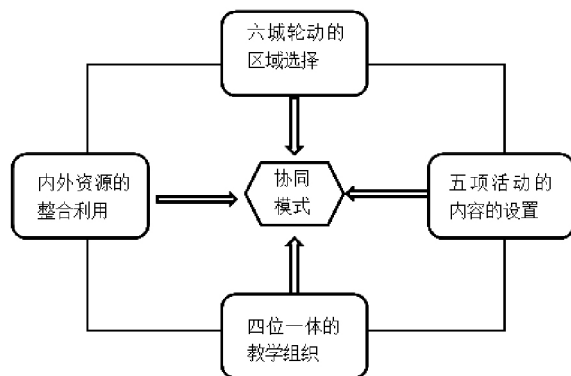 六城轮动的
区域选择
内外资源的
整合利用
协同
模式
五项活动的
内容的设置
四位一体的
教学组织